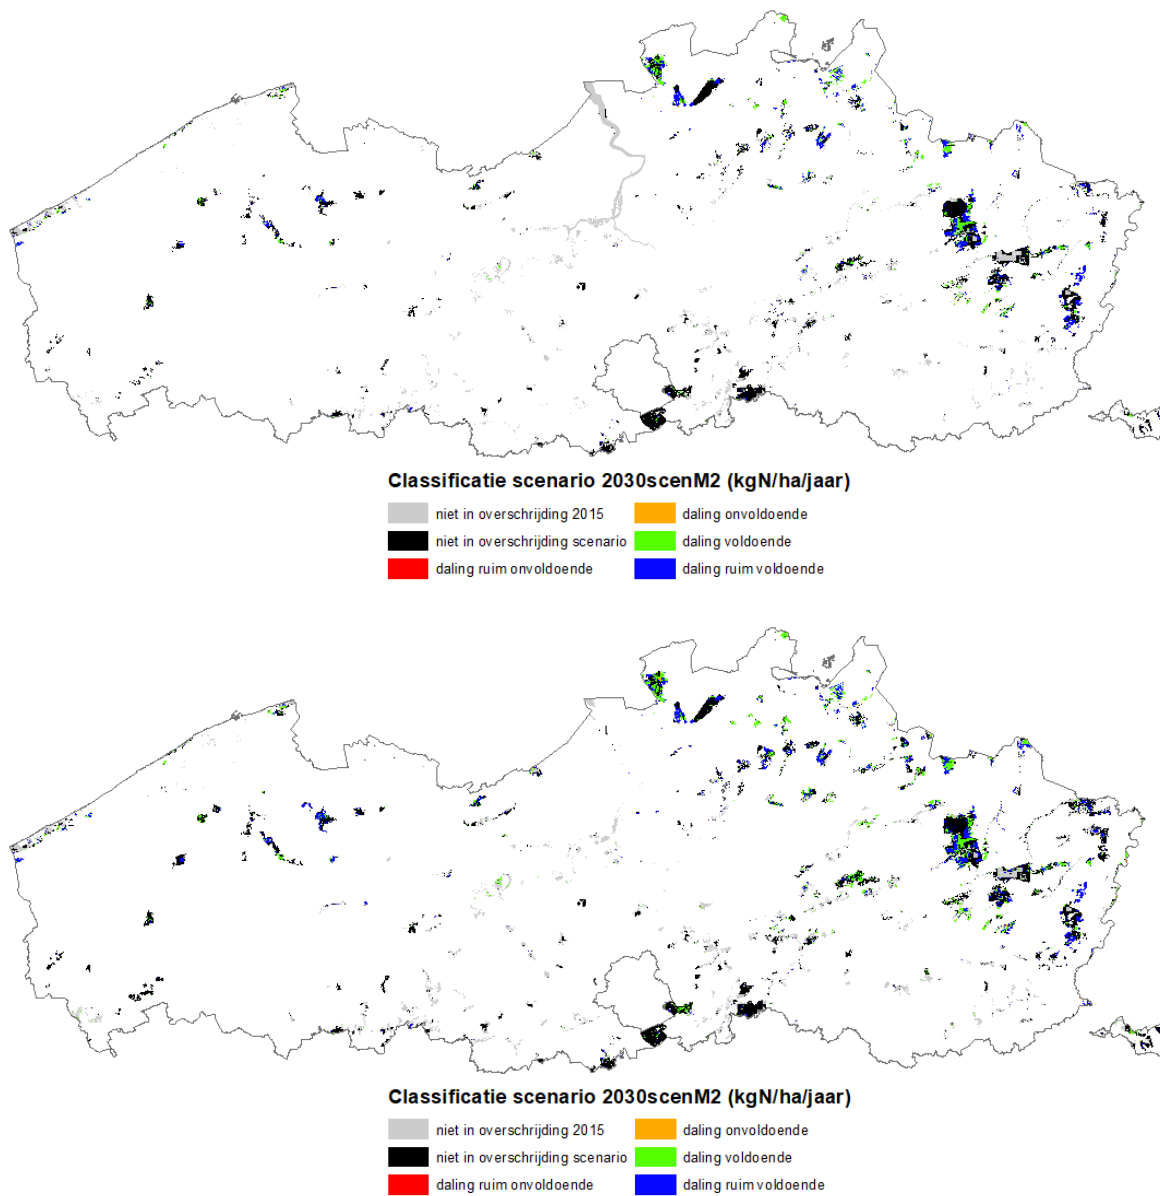 Classificatie scenario 2030scenM2 (kgN/ha/jaar)
niet in overschrijding 2015
daling onvoldoende
niet in overschrijding scenario
daling voldoende
daling ruim onvoldoende
daling ruim voldoende
Classificatie scenario 2030scenM2 (kgN/ha/jaar)
niet in overschrijding 2015
daling onvoldoende
niet in overschrijding scenario
daling voldoende
daling ruim onvoldoende
daling ruim voldoende